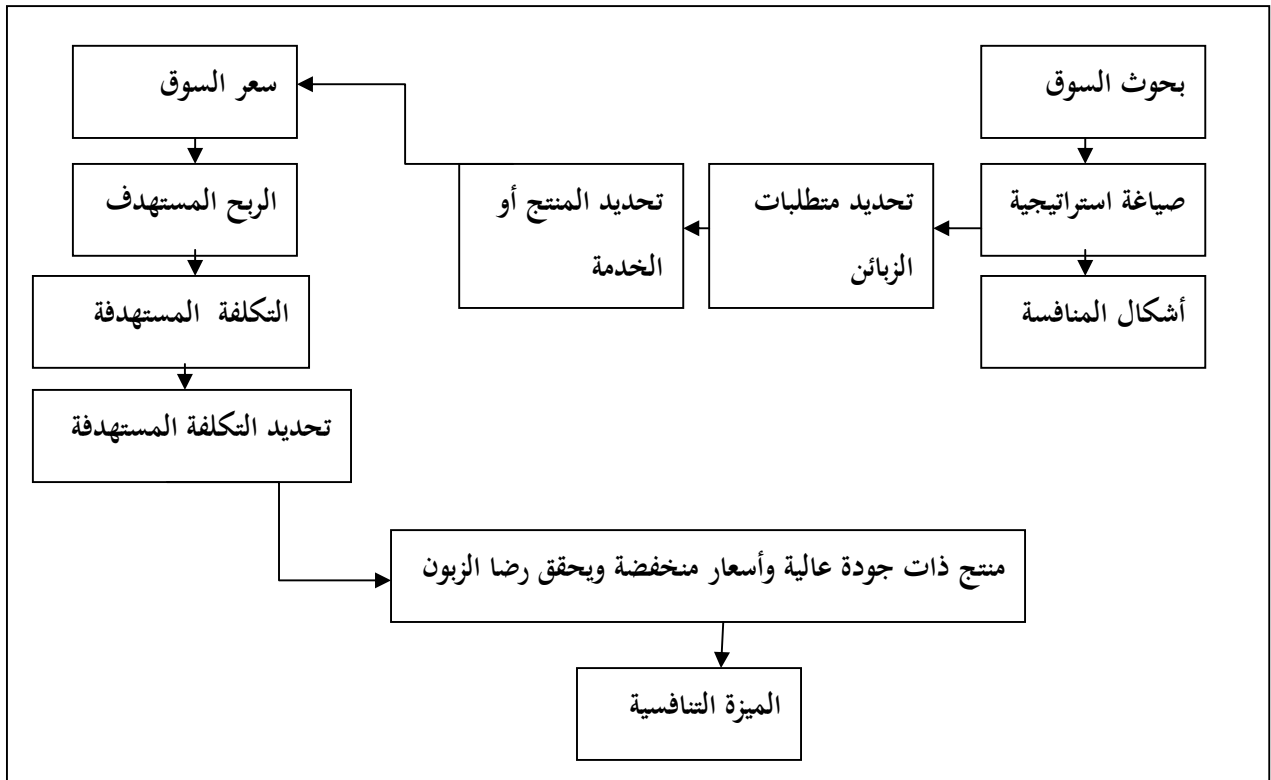 بحوث السوق
سعر السوق
صياغة استراتيجية
تحديد متطلبات
الزبائن
تحديد المنتج أو
الخدمة
الربح المستهدف
أشكال المنافسة
التكلفة المستهدفة
تحديد التكلفة المستهدفة
منتج ذات جودة عالية وأسعار منخفضة ويحقق رضا الزبون
الميزة التنافسية